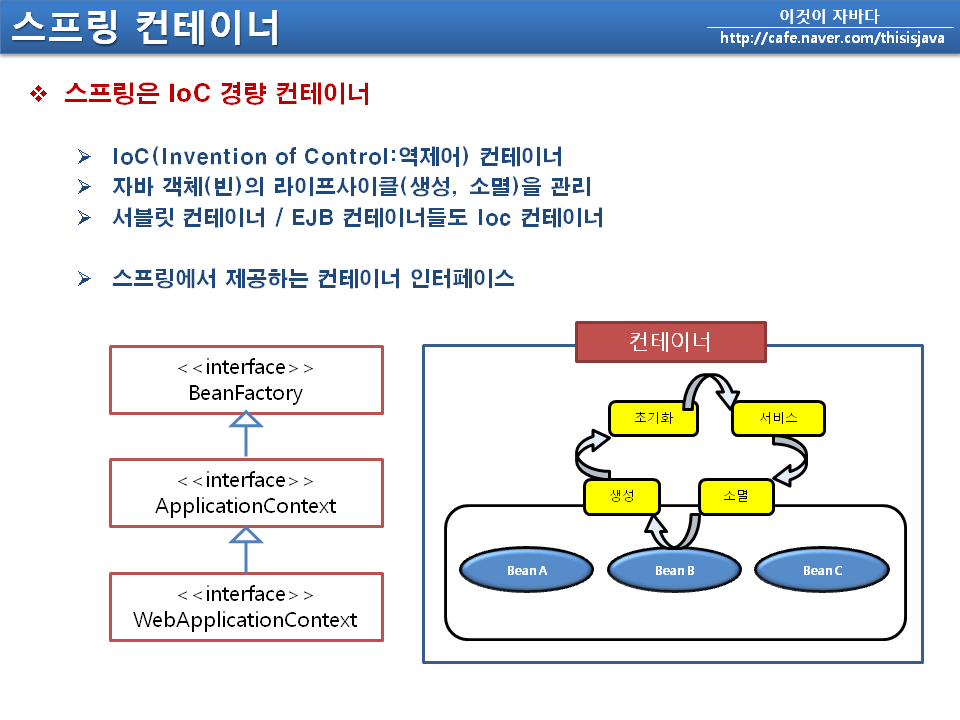 스프링 컨테이너
이것이 자바다
http://cafe.naver.com/thisisjava
스프링은 IoC 경량 컨테이너
IoC(Invention of Control:역제어) 컨테이너
자바 객체(빈)의 라이프사이클(생성, 소멸)을 관리
서블릿 컨테이너 / EJB 컨테이너들도 Ioc 컨테이너
스프링에서 제공하는 컨테이너 인터페이스
<<interface>>
BeanFactory
<<interface>>
ApplicationContext
<<interface>>
WebApplicationContext
컨테이너
초기화
서비스
생성
소멸
Bean A
Bean B
Bean C